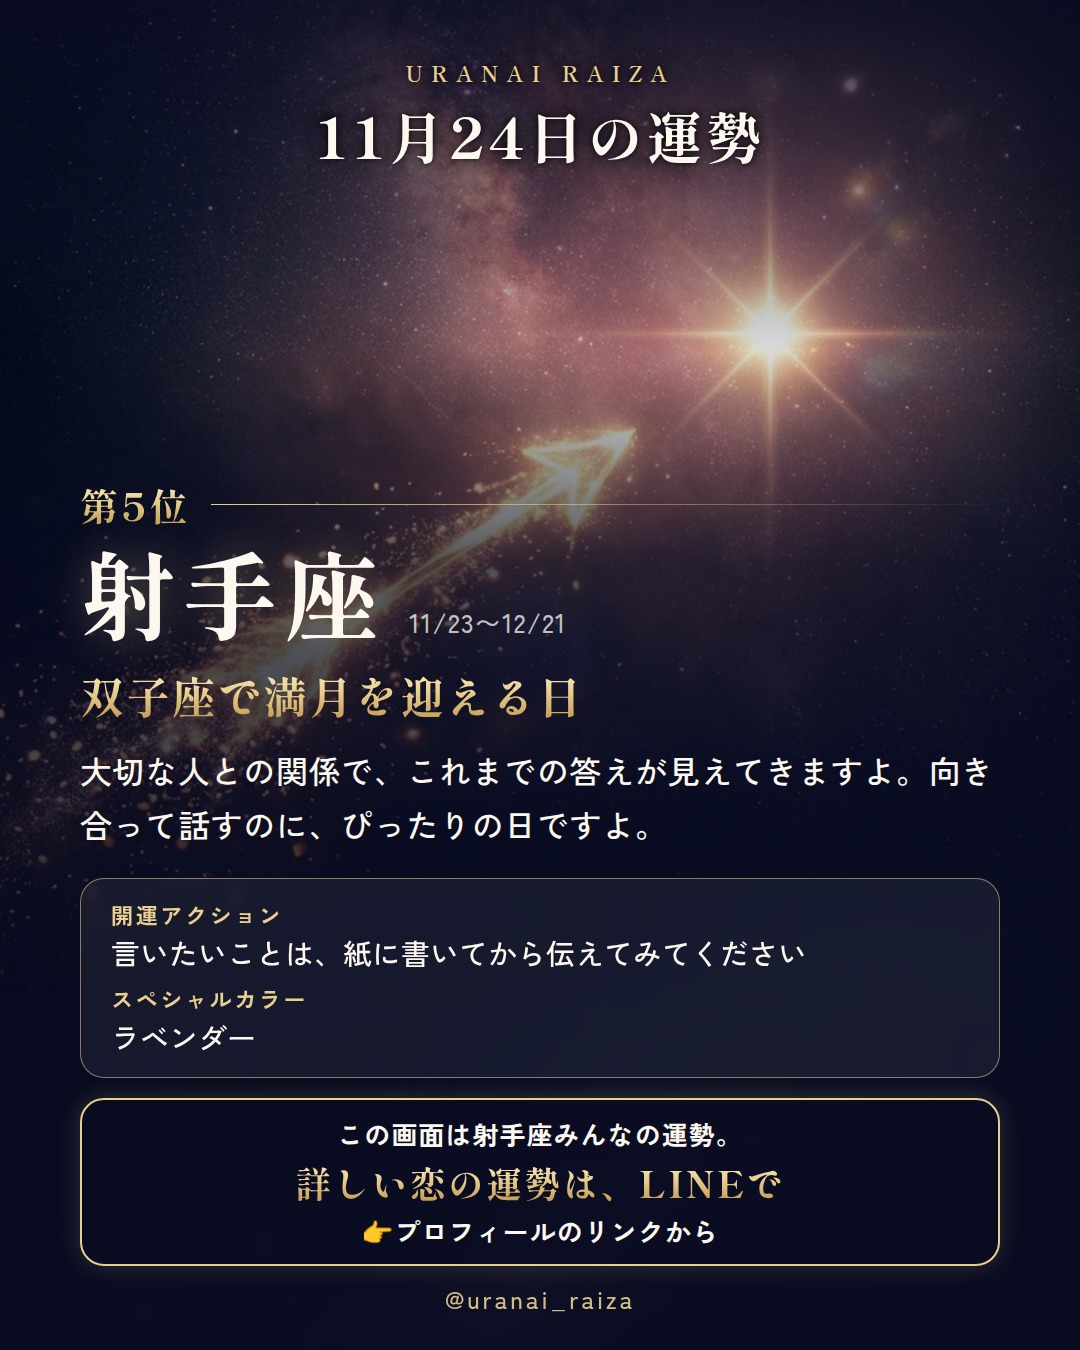 URANAI RAIZA
11月24日の運勢
第5位
射手座 11/23〜12/21
双子座で満月を迎える日
大切な人との関係で、これまでの答えが見えてきますよ。向き
合って話すのに、ぴったりの日ですよ。
開運アクション
言いたいことは、紙に書いてから伝えてみてください
スペシャルカラー
ラベンダー
この画面は射手座みんなの運勢。
詳しい恋の運勢は、LINEで
👉プロフィールのリンクから
@uranai_raiza